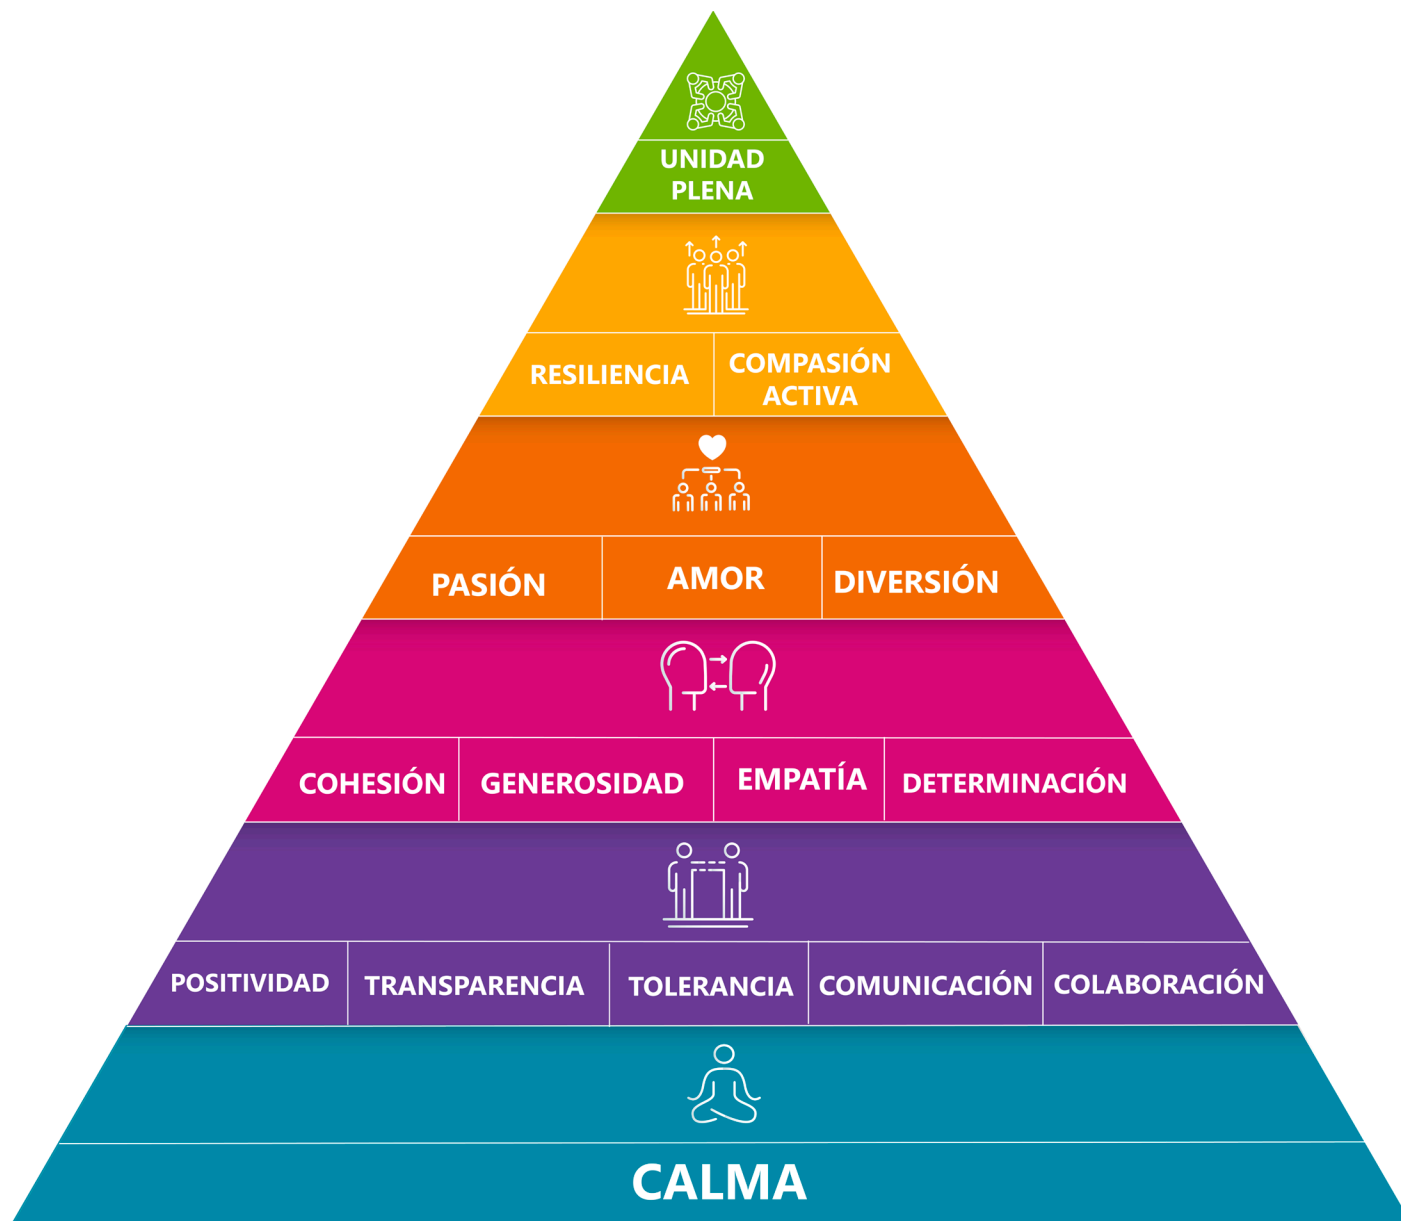 UNIDAD
PLENA
RESILIENCIA
COMPASIÓN
ACTIVA
PASIÓN
AMOR
DIVERSIÓN
COHESIÓN
GENEROSIDAD
EMPATÍA
DETERMINACIÓN
POSITIVIDAD
TRANSPARENCIA
TOLERANCIA
COMUNICACIÓN
COLABORACIÓN
CALMA